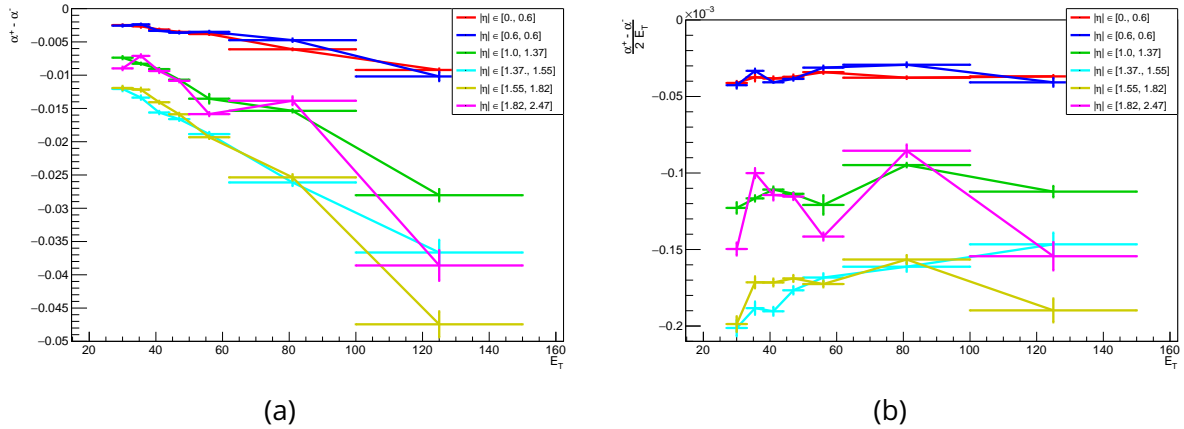 α⁺ - α⁻
0
−0.005
−0.01
−0.015
−0.02
−0.025
−0.03
−0.035
−0.04
−0.045
−0.05
20 40 60 80 100 120 140 160
E_T
|η| ∈ [0., 0.6]
|η| ∈ [0.6, 0.6]
|η| ∈ [1.0, 1.37]
|η| ∈ [1.37., 1.55]
|η| ∈ [1.55, 1.82]
|η| ∈ [1.82, 2.47]
(a)
×10⁻³
α⁺ - α⁻
2 E_T
0
−0.05
−0.1
−0.15
−0.2
20 40 60 80 100 120 140 160
E_T
|η| ∈ [0., 0.6]
|η| ∈ [0.6, 0.6]
|η| ∈ [1.0, 1.37]
|η| ∈ [1.37., 1.55]
|η| ∈ [1.55, 1.82]
|η| ∈ [1.82, 2.47]
(b)